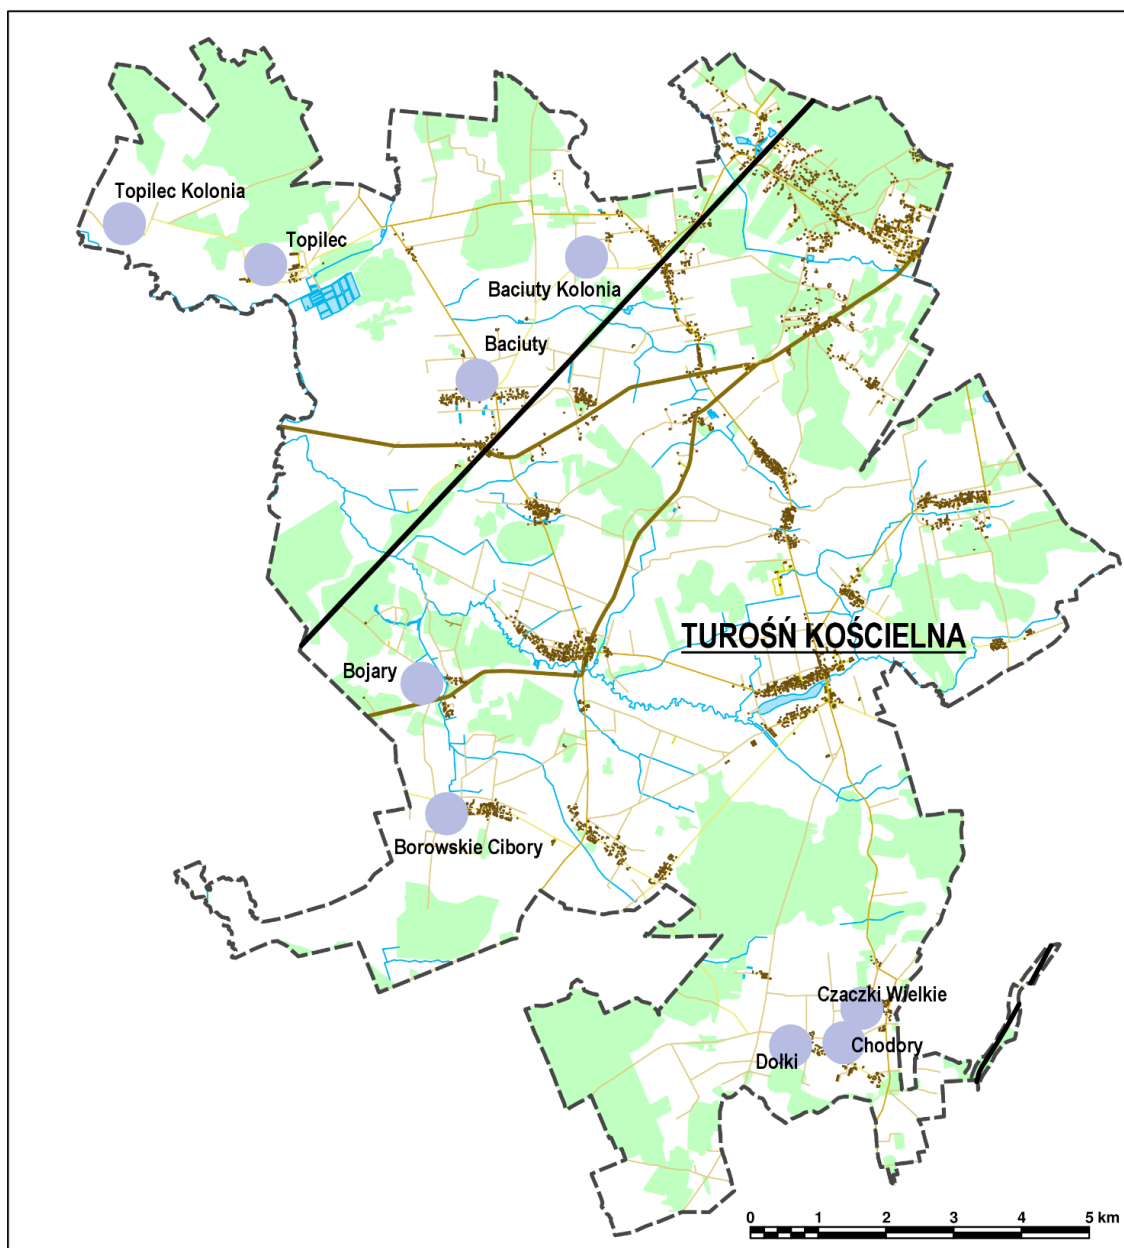 Topilec Kolonia
Topilec
Baciuty Kolonia
Baciuty
TUROŚŃ KOŚCIELNA
Bojary
Borowskie Cibory
Czaczki Wielkie
Chodory
Dołki
0 1 2 3 4 5 km